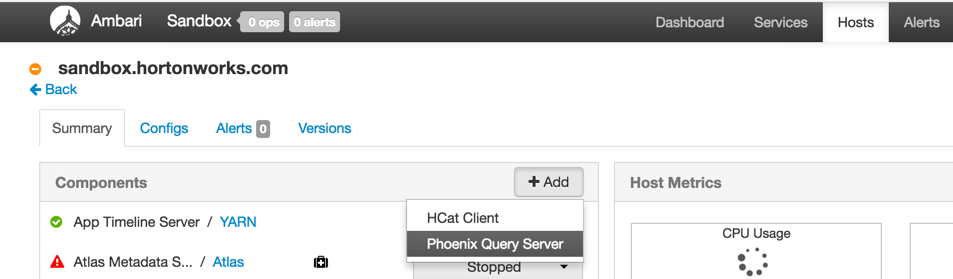 Ambari Sandbox 0 ops 0 alerts Dashboard Services Hosts Alerts
sandbox.hortonworks.com
Back
Summary Configs Alerts 0 Versions
Components + Add Host Metrics
App Timeline Server / YARN
HCat Client
Phoenix Query Server
CPU Usage
Atlas Metadata S... / Atlas
Stopped